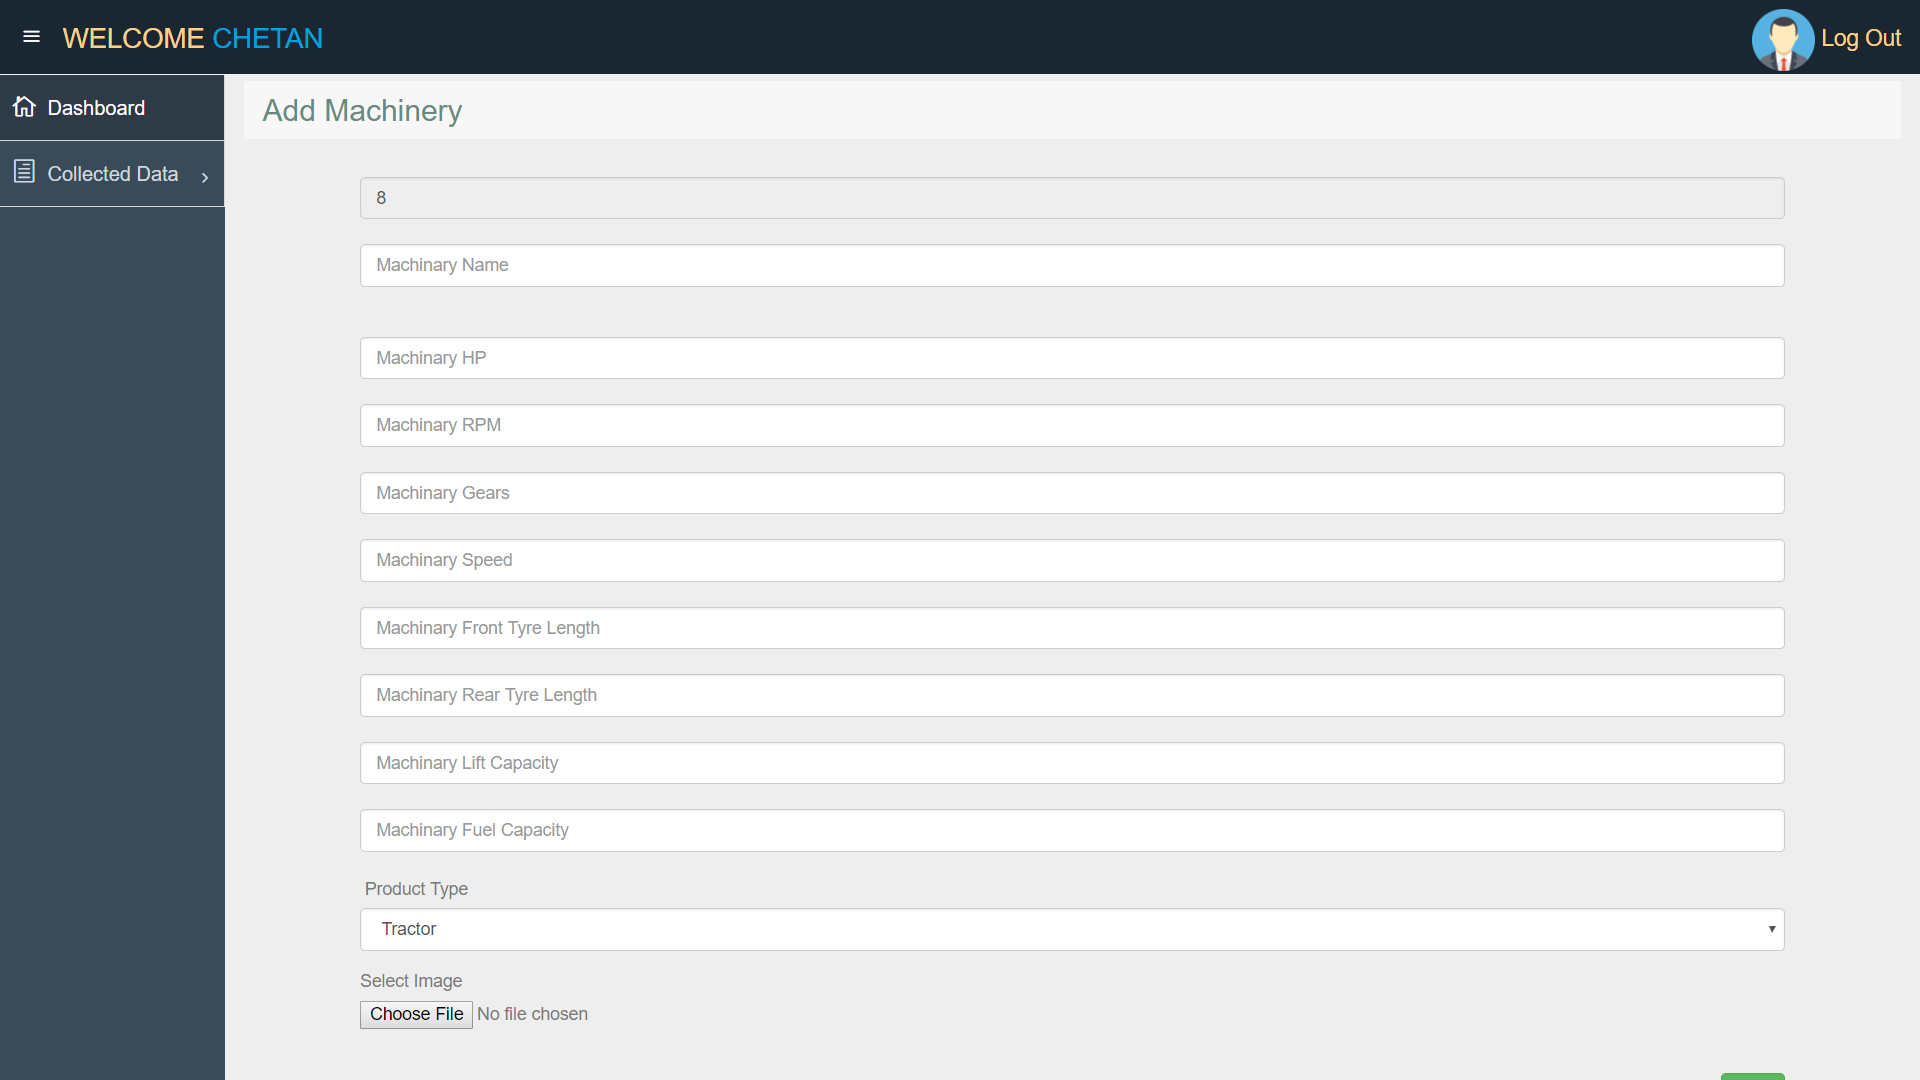 WELCOME CHETAN
Log Out
Dashboard
Collected Data
Add Machinery
8
Machinary Name
Machinary HP
Machinary RPM
Machinary Gears
Machinary Speed
Machinary Front Tyre Length
Machinary Rear Tyre Length
Machinary Lift Capacity
Machinary Fuel Capacity
Product Type
Tractor
Select Image
Choose File No file chosen